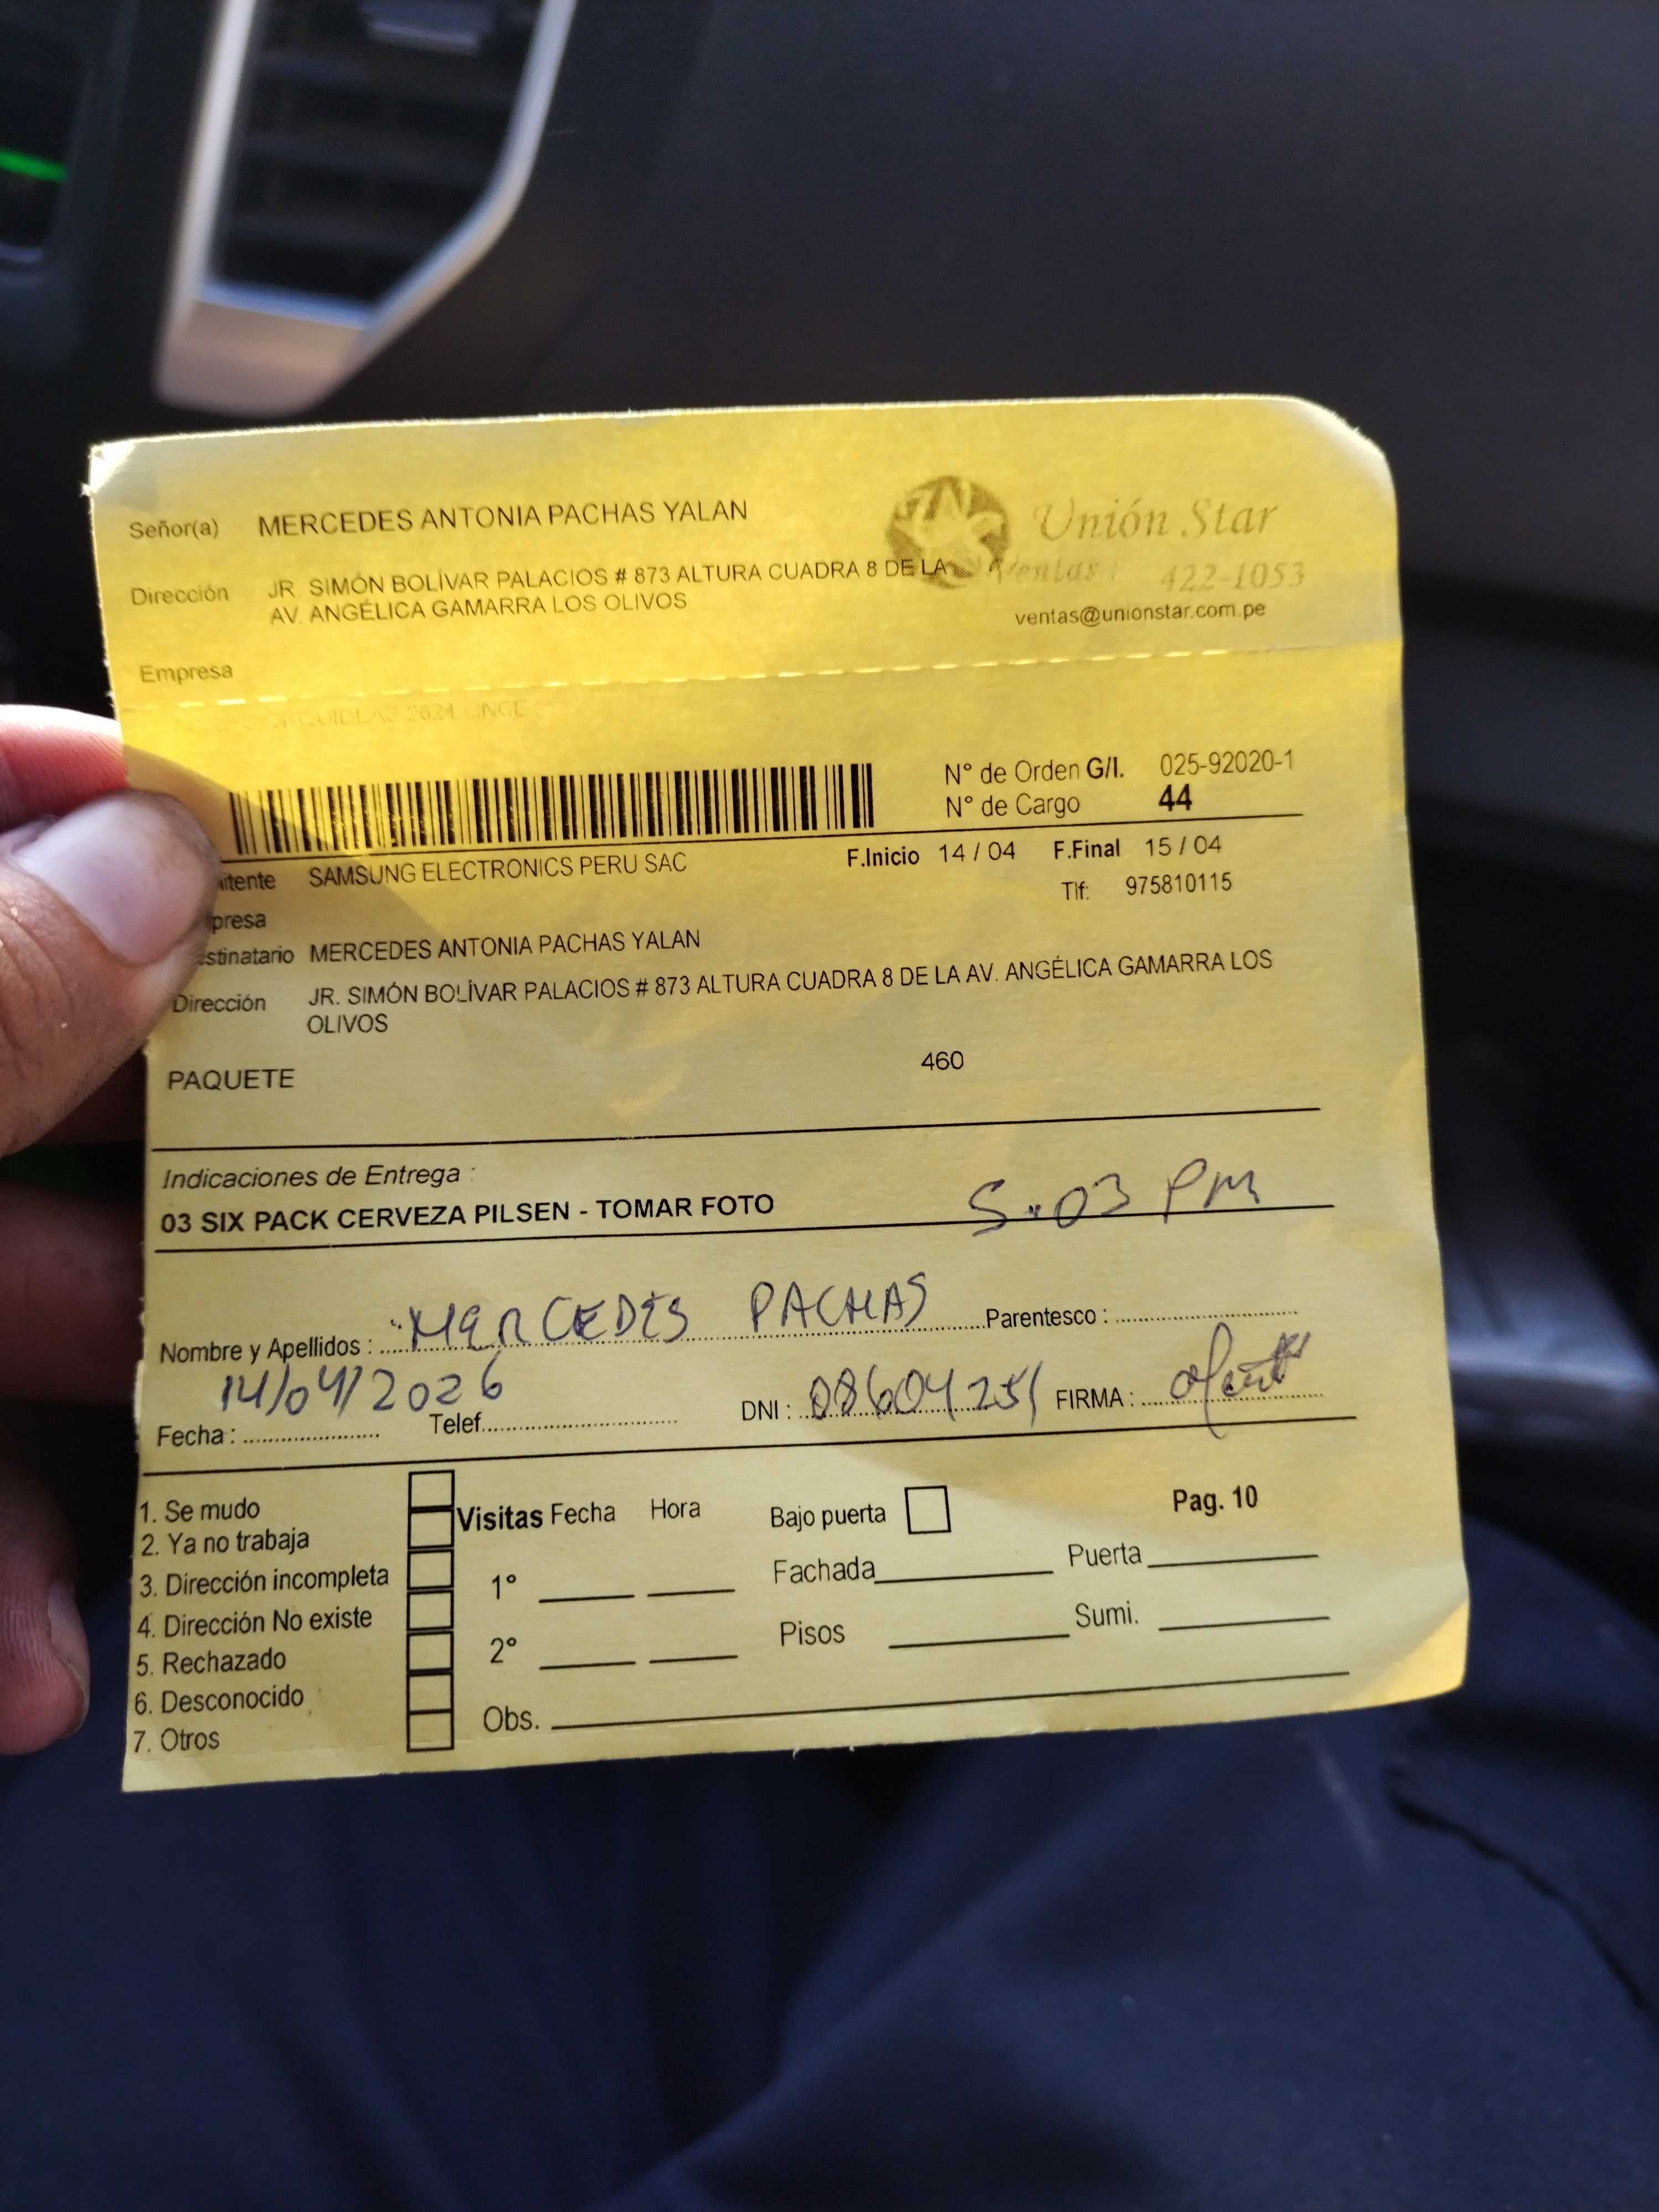 Señor(a) MERCEDES ANTONIA PACHAS YALAN
Unión Star
Dirección JR. SIMÓN BOLÍVAR PALACIOS # 873 ALTURA CUADRA 8 DE LA
Ventas: 422-1053
AV. ANGÉLICA GAMARRA LOS OLIVOS
ventas@unionstar.com.pe
Empresa
2624 LINCE
N° de Orden G/I. 025-92020-1
N° de Cargo 44
itente SAMSUNG ELECTRONICS PERU SAC F.Inicio 14 / 04 F.Final 15 / 04
Tlf: 975810115
presa
stinatario MERCEDES ANTONIA PACHAS YALAN
Dirección JR. SIMÓN BOLÍVAR PALACIOS # 873 ALTURA CUADRA 8 DE LA AV. ANGÉLICA GAMARRA LOS
OLIVOS
PAQUETE 460
Indicaciones de Entrega :
03 SIX PACK CERVEZA PILSEN - TOMAR FOTO 5:03 PM
Nombre y Apellidos : MERCEDES PACHAS Parentesco :
Fecha : 14/04/2026 Telef. DNI : 08604251 FIRMA :
1. Se mudo
2. Ya no trabaja
3. Dirección incompleta
4. Dirección No existe
5. Rechazado
6. Desconocido
7. Otros
Visitas Fecha Hora Bajo puerta Pag. 10
1° Fachada Puerta
2° Pisos Sumi.
Obs.